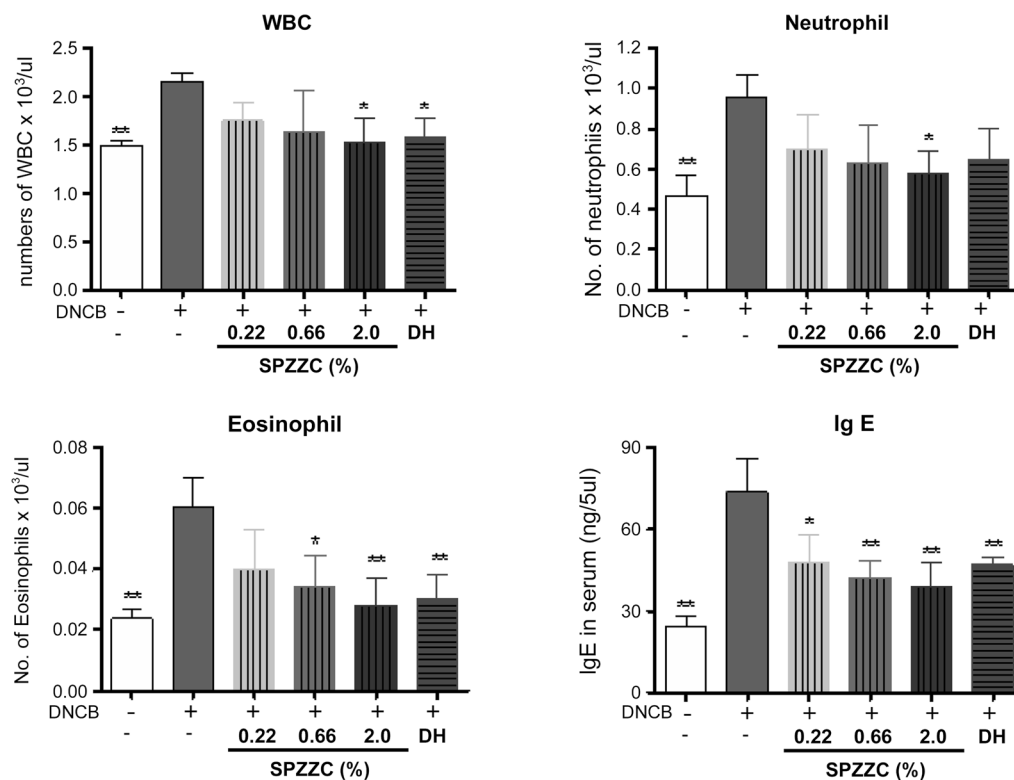 WBC
numbers of WBC x 10³/ul
2.5
2.0
1.5
1.0
0.5
0.0
** * *
DNCB - + + + + +
- - 0.22 0.66 2.0 DH
SPZZC (%)
Neutrophil
No. of neutrophiis x 10³/ul
1.2
1.0
0.8
0.6
0.4
0.2
0.0
** *
DNCB - + + + + +
- - 0.22 0.66 2.0 DH
SPZZC (%)
Eosinophil
No. of Eosinophils x 10³/ul
0.08
0.06
0.04
0.02
0.00
** * ** **
DNCB - + + + + +
- - 0.22 0.66 2.0 DH
SPZZC (%)
Ig E
IgE in serum (ng/5ul)
90
60
30
0
** * ** ** **
DNCB - + + + + +
- - 0.22 0.66 2.0 DH
SPZZC (%)